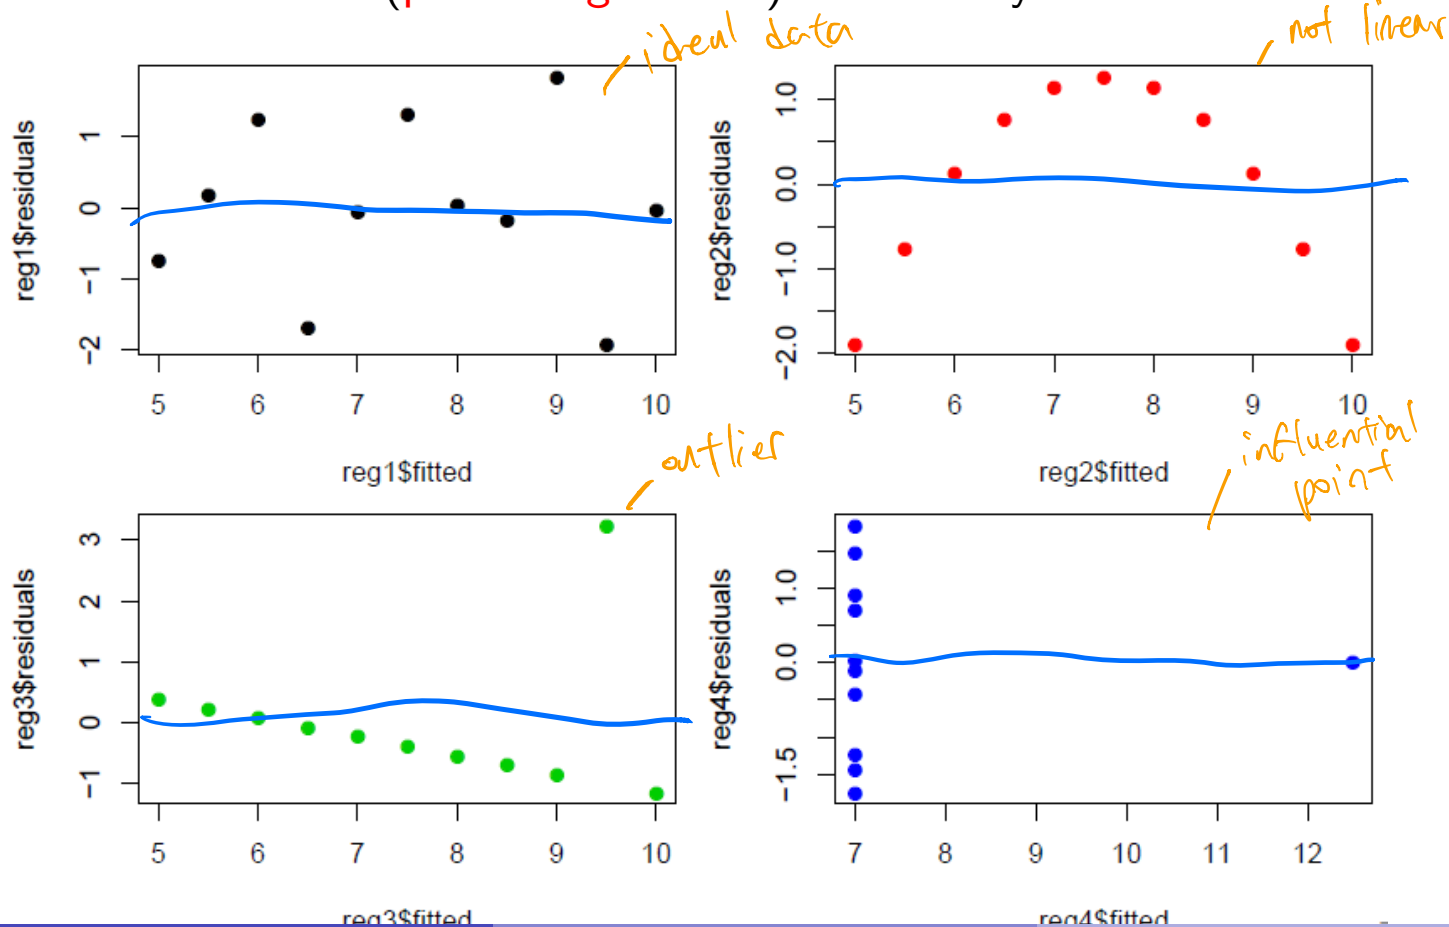 ideal data
not linear
reg1$residuals
1
0
−1
−2
5 6 7 8 9 10
reg1$fitted
reg2$residuals
1.0
0.0
−1.0
−2.0
5 6 7 8 9 10
reg2$fitted
outlier
influential
point
reg3$residuals
3
2
1
0
−1
5 6 7 8 9 10
reg3$fitted
reg4$residuals
1.0
0.0
−1.5
7 8 9 10 11 12
reg4$fitted